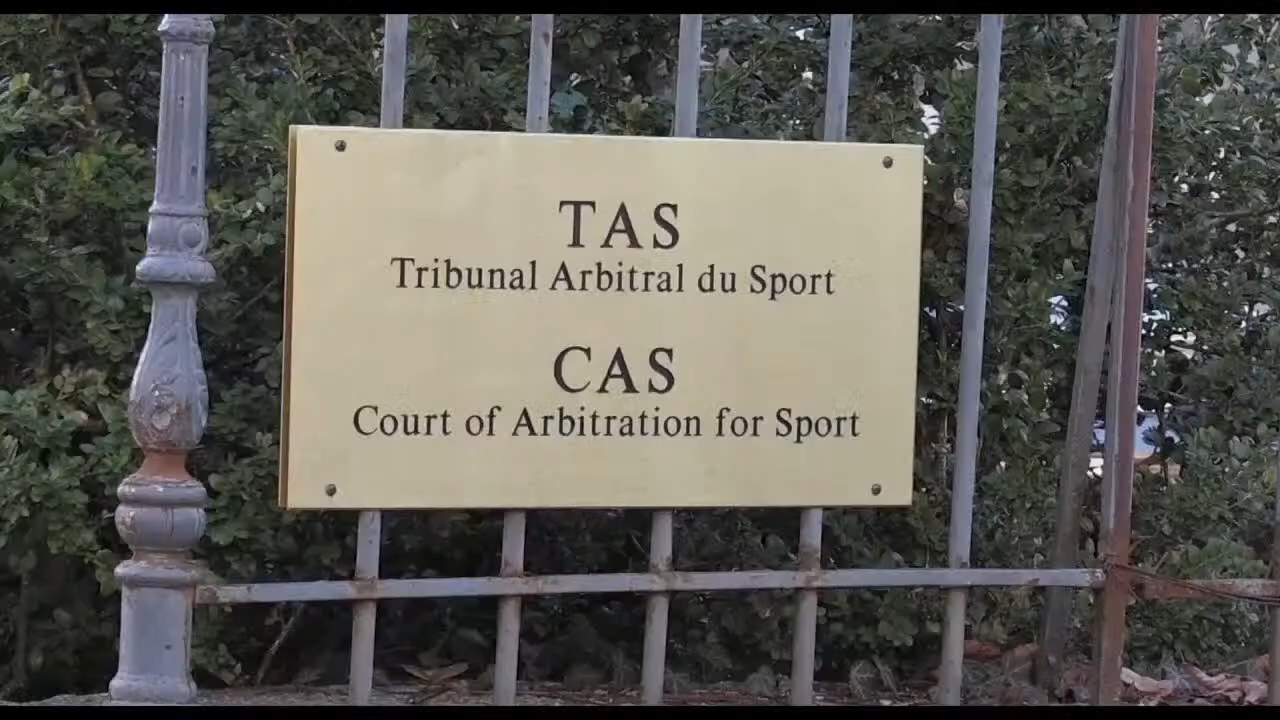 TAS
Tribunal Arbitral du Sport
CAS
Court of Arbitration for Sport